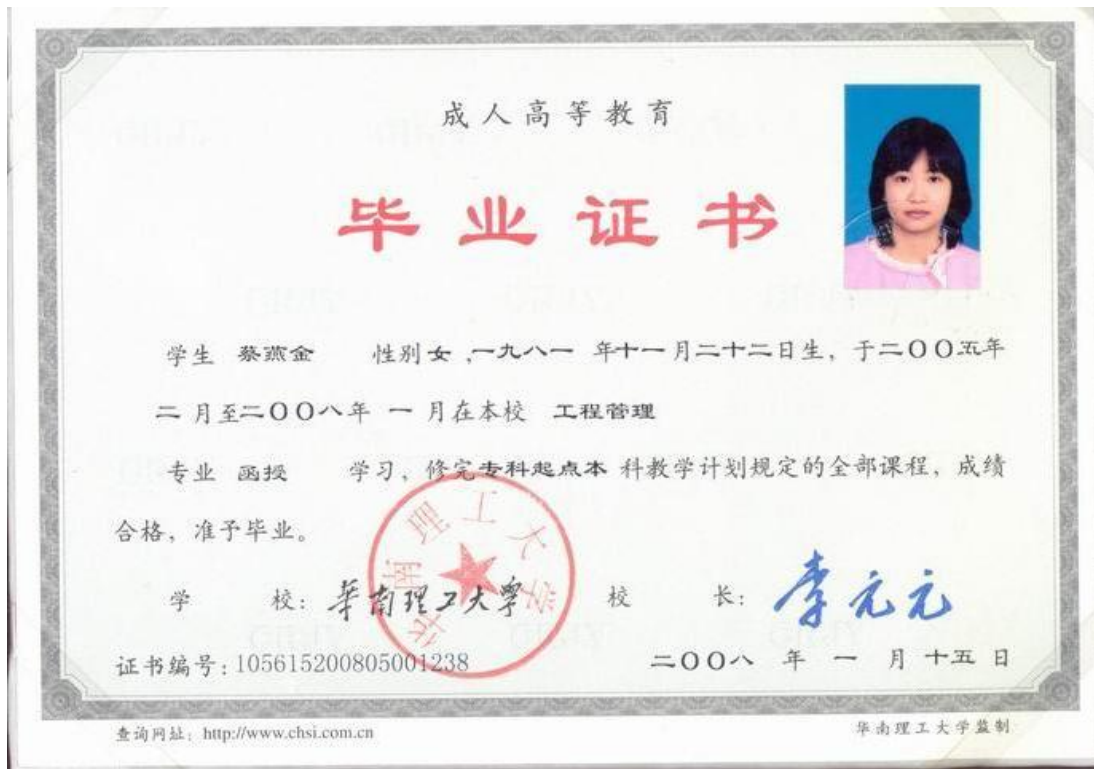 成人高等教育
毕业证书
学生 蔡燕金 性别 女 ,一九八一 年十一月二十二日生, 于二〇〇五年
二 月至二〇〇八年 一 月在本校 工程管理
专业 函授 学习, 修完专科起点本 科教学计划规定的全部课程, 成绩
合格, 准予毕业。
学 校: 华南理工大学 校 长: 李元元
华南理工大学
证书编号: 105615200805001238 二〇〇八 年 一 月 十五 日
查询网址: http://www.chsi.com.cn 华南理工大学监制